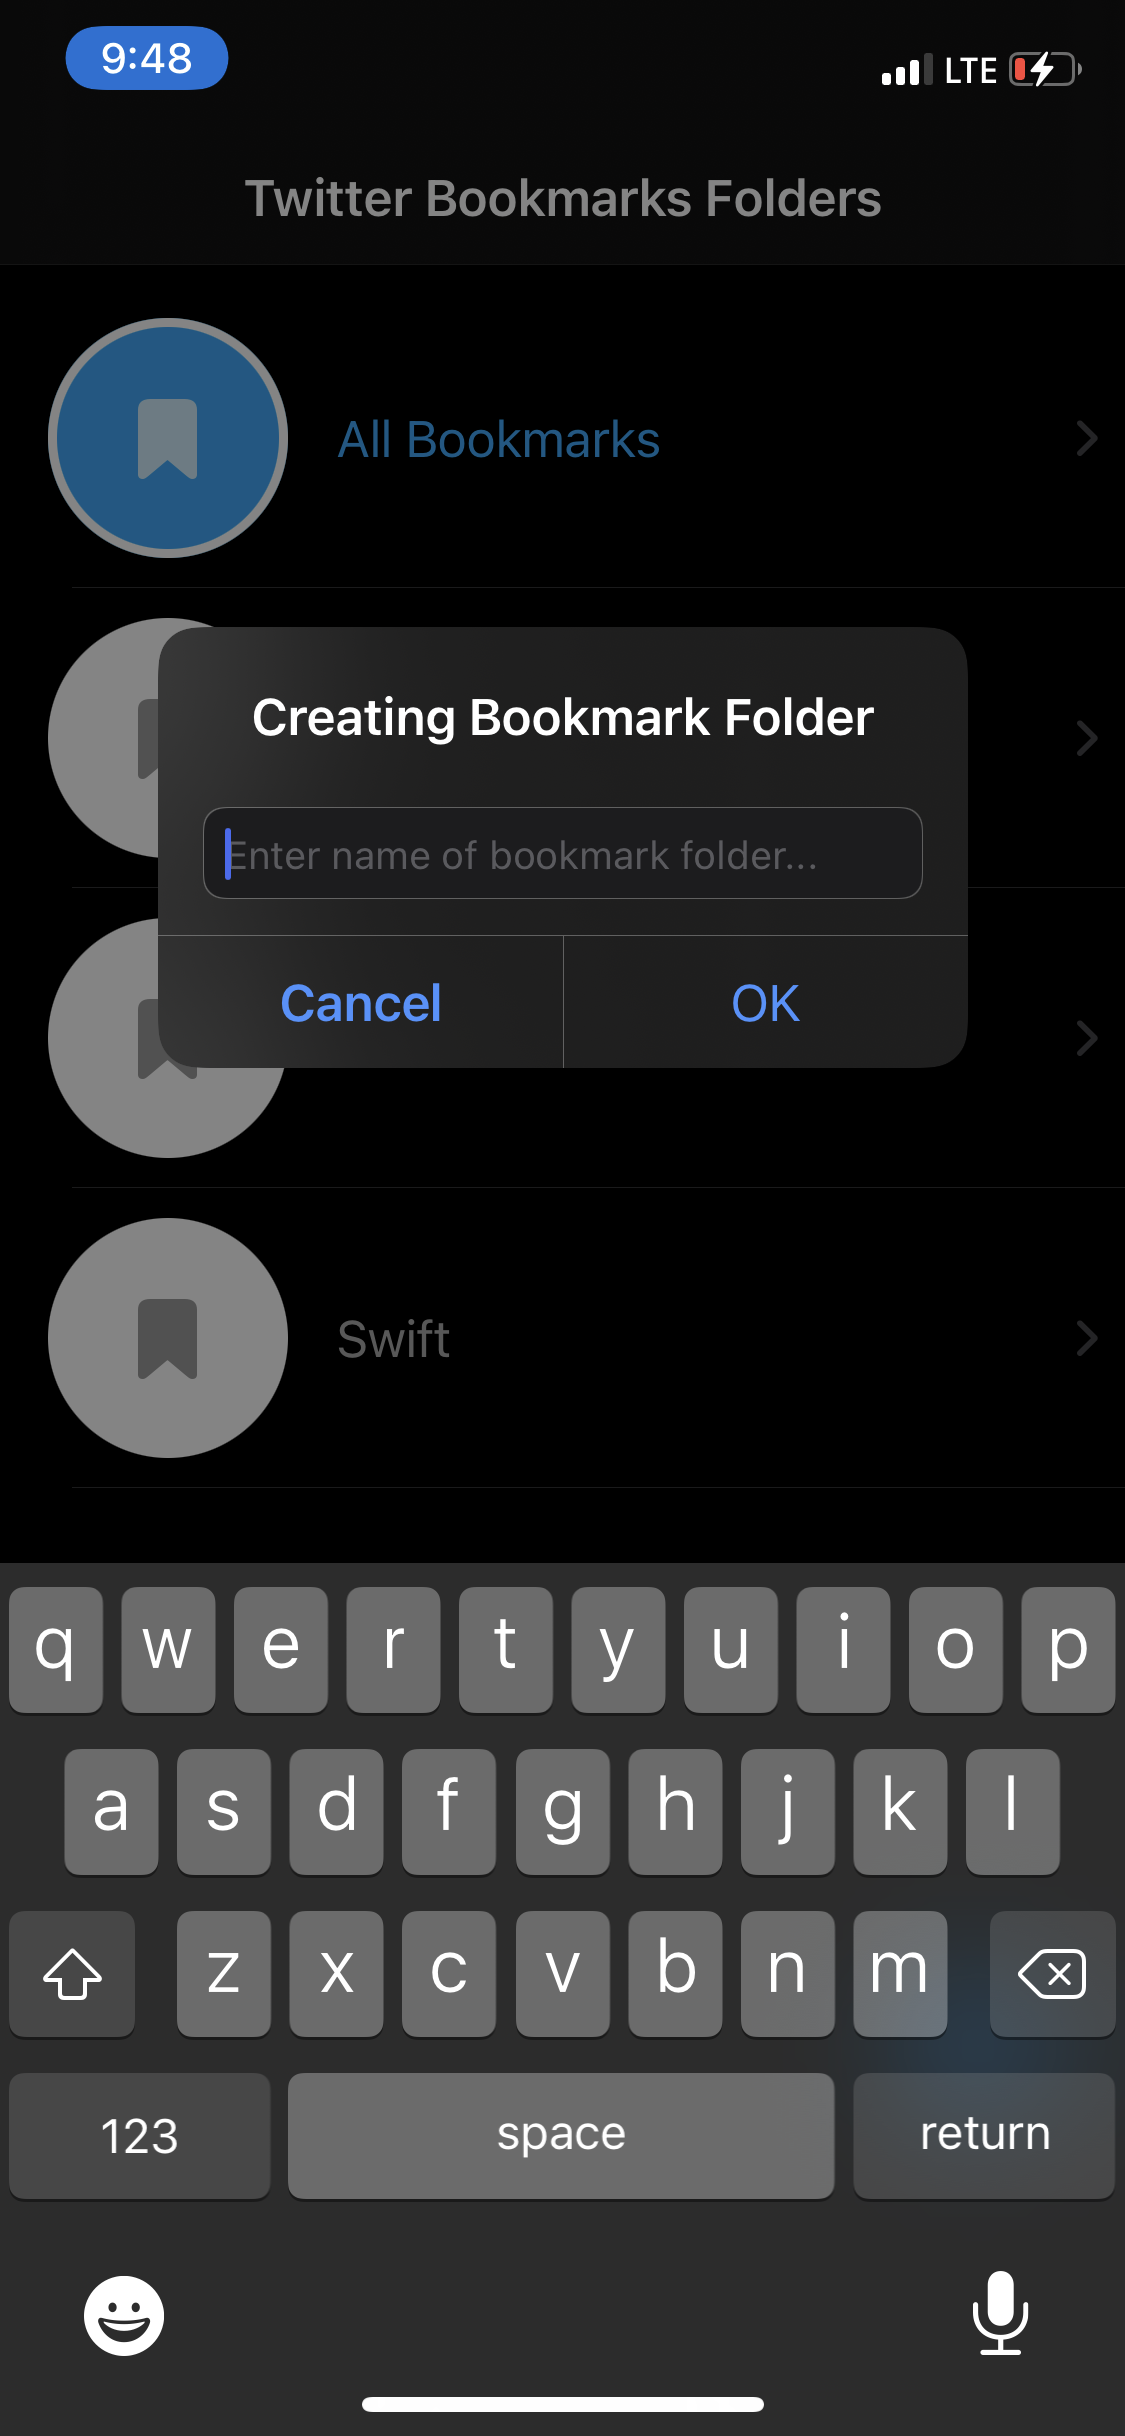 9:48
LTE
Twitter Bookmarks Folders
All Bookmarks
Creating Bookmark Folder
Enter name of bookmark folder...
Cancel
OK
Swift
q w e r t y u i o p
a s d f g h j k l
z x c v b n m
123 space return